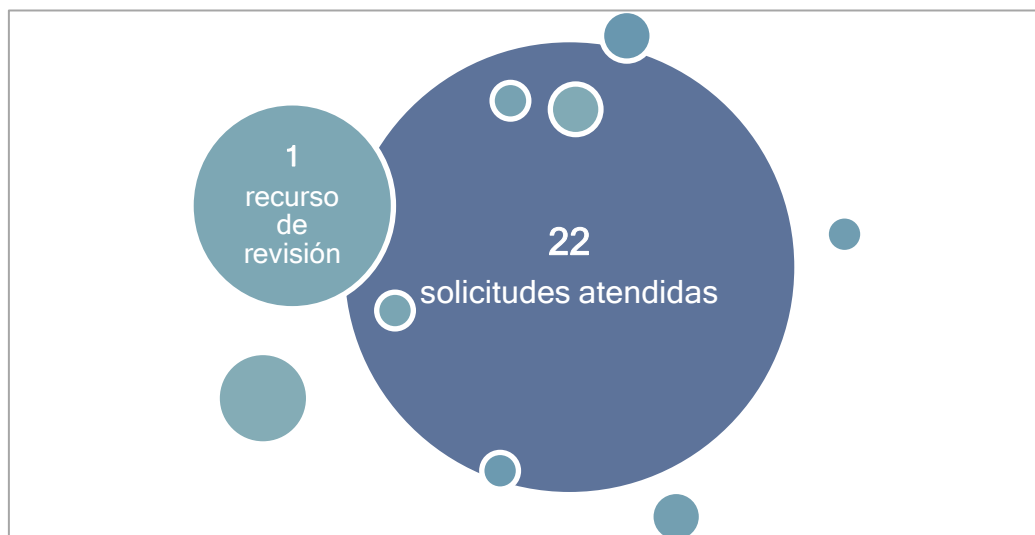 1
recurso
de
revisión
22
solicitudes atendidas